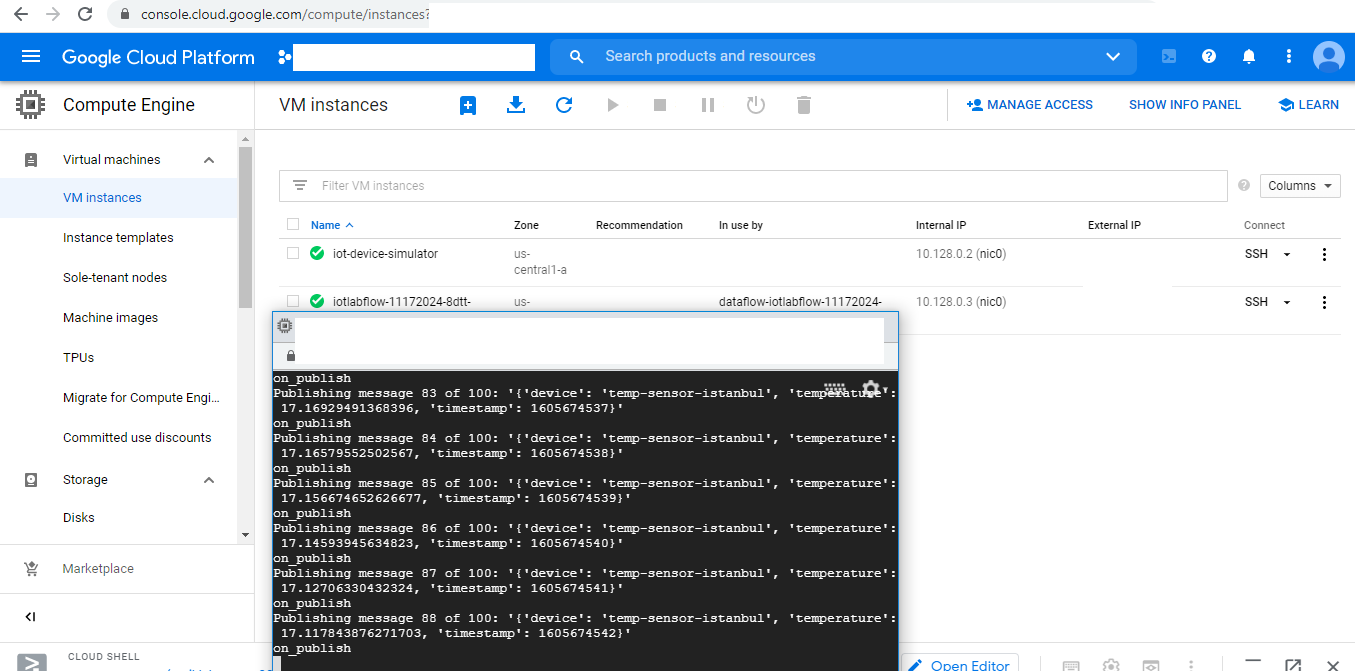 console.cloud.google.com/compute/instances?
Google Cloud Platform
Search products and resources
Compute Engine
VM instances
MANAGE ACCESS
SHOW INFO PANEL
LEARN
Virtual machines
VM instances
Instance templates
Sole-tenant nodes
Machine images
TPUs
Migrate for Compute Engi...
Committed use discounts
Storage
Disks
Marketplace
Filter VM instances
Columns
Name Zone Recommendation In use by Internal IP External IP Connect
iot-device-simulator us- 10.128.0.2 (nic0) SSH
central1-a
iotlabflow-11172024-8dtt- us- dataflow-iotlabflow-11172024- 10.128.0.3 (nic0) SSH
on_publish
Publishing message 83 of 100: '{'device': 'temp-sensor-istanbul', 'temperature':
17.16929491368396, 'timestamp': 1605674537}'
on_publish
Publishing message 84 of 100: '{'device': 'temp-sensor-istanbul', 'temperature':
17.16579552502567, 'timestamp': 1605674538}'
on_publish
Publishing message 85 of 100: '{'device': 'temp-sensor-istanbul', 'temperature':
17.156674652626677, 'timestamp': 1605674539}'
on_publish
Publishing message 86 of 100: '{'device': 'temp-sensor-istanbul', 'temperature':
17.14593945634823, 'timestamp': 1605674540}'
on_publish
Publishing message 87 of 100: '{'device': 'temp-sensor-istanbul', 'temperature':
17.12706330432324, 'timestamp': 1605674541}'
on_publish
Publishing message 88 of 100: '{'device': 'temp-sensor-istanbul', 'temperature':
17.117843876271703, 'timestamp': 1605674542}'
on_publish
CLOUD SHELL
Open Editor